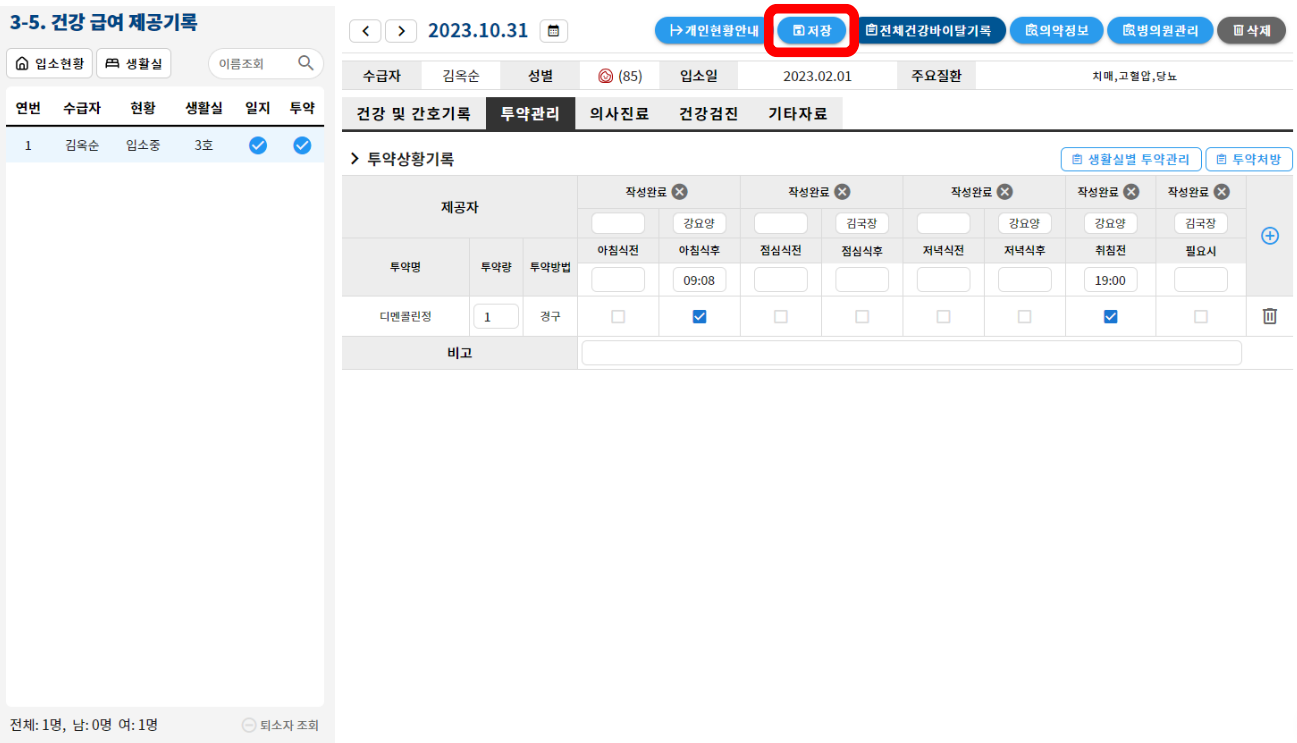 3-5. 건강 급여 제공기록
입소현황 생활실 이름조회
연번 수급자 현황 생활실 일지 투약
1 김옥순 입소중 3호
전체: 1명, 남: 0명 여: 1명 퇴소자 조회
2023.10.31 개인현황안내 저장 전체건강바이탈기록 의약정보 병의원관리 삭제
수급자 김옥순 성별 (85) 입소일 2023.02.01 주요질환 치매,고혈압,당뇨
건강 및 간호기록 투약관리 의사진료 건강검진 기타자료
투약상황기록 생활실별 투약관리 투약처방
제공자 작성완료 작성완료 작성완료 작성완료 작성완료
강요양 김국장 강요양 강요양 김국장
투약명 투약량 투약방법 아침식전 아침식후 점심식전 점심식후 저녁식전 저녁식후 취침전 필요시
09:08 19:00
디멘콜린정 1 경구
비고